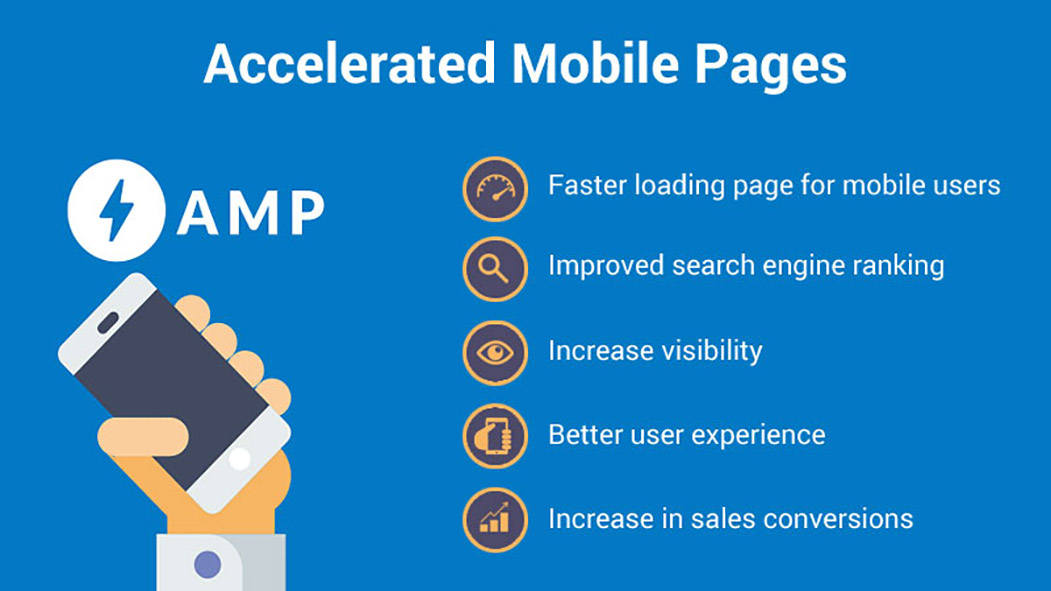 Accelerated Mobile Pages
AMP
Faster loading page for mobile users
Improved search engine ranking
Increase visibility
Better user experience
Increase in sales conversions